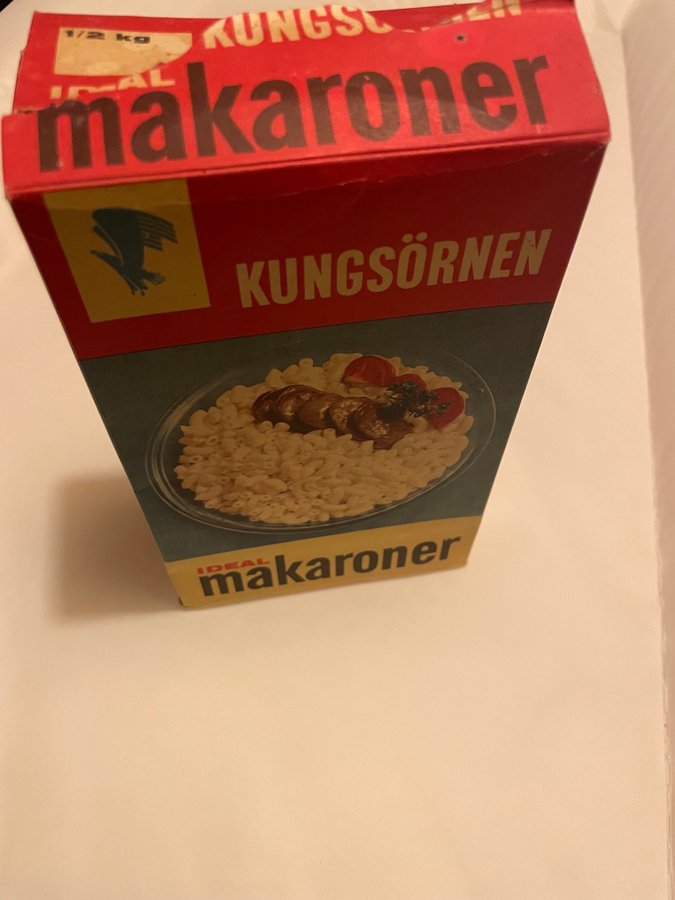 1/2 kg
KUNGSÖRNEN
IDEAL
makaroner
KUNGSÖRNEN
IDEAL
makaroner